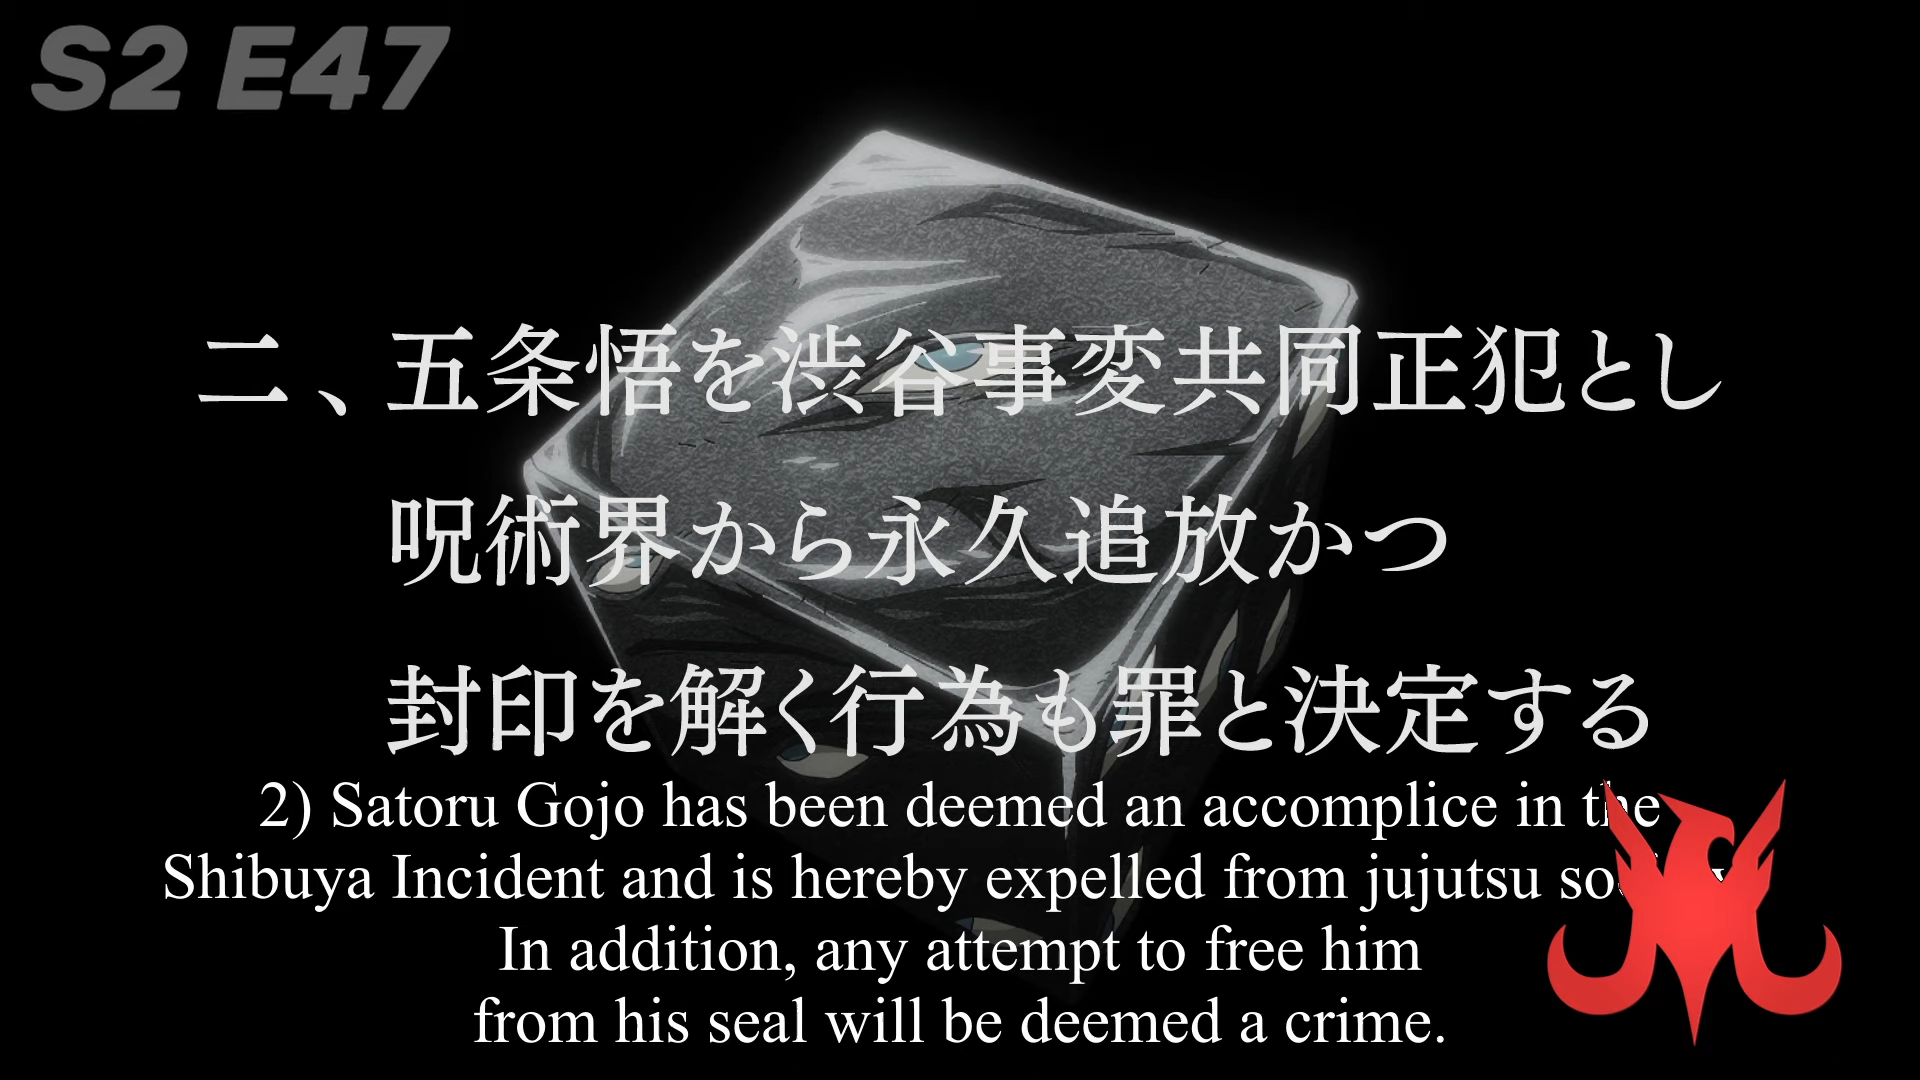 S2 E47
二、五条悟を渋谷事変共同正犯とし
呪術界から永久追放かつ
封印を解く行為も罪と決定する
2) Satoru Gojo has been deemed an accomplice in the
Shibuya Incident and is hereby expelled from jujutsu
In addition, any attempt to free him
from his seal will be deemed a crime.